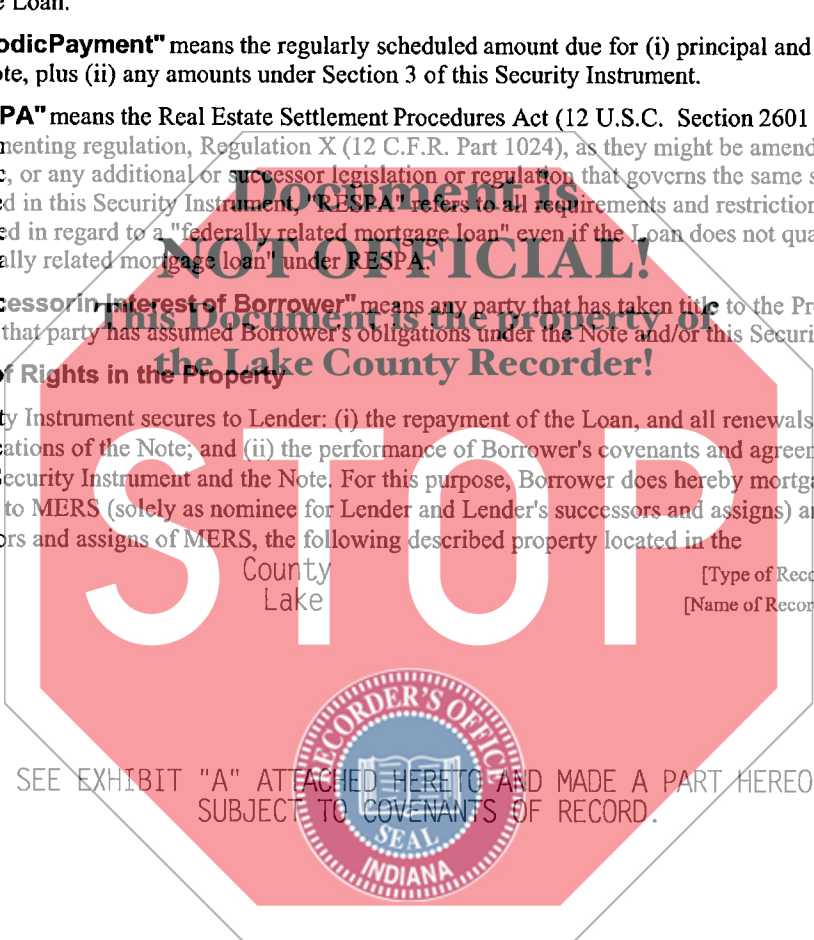 e Loan.
odicPayment" means the regularly scheduled amount due for (i) principal and
ote, plus (ii) any amounts under Section 3 of this Security Instrument.
PA" means the Real Estate Settlement Procedures Act (12 U.S.C. Section 2601
nenting regulation, Regulation X (12 C.F.R. Part 1024), as they might be amend
, or any additional or successor legislation or regulation that governs the same s
Document is
d in this Security Instrument, "RESPA" refers to all requirements and restriction
ed in regard to a "federally related mortgage loan" even if the Loan does not qua
NOT OFFICIAL!
ally related mortgage loan" under RESPA.
cessorin Interest of Borrower" means any party that has taken title to the Pr
This Document is the property of
that party has assumed Borrower's obligations under the Note and/or this Securi
the Lake County Recorder!
of Rights in the Property
ty Instrument secures to Lender: (i) the repayment of the Loan, and all renewals
cations of the Note; and (ii) the performance of Borrower's covenants and agreen
Security Instrument and the Note. For this purpose, Borrower does hereby mortga
to MERS (solely as nominee for Lender and Lender's successors and assigns) a
ors and assigns of MERS, the following described property located in the
STOP
County [Type of Reco
Lake [Name of Recor
RECORDER'S OFFICE
SEE EXHIBIT "A" ATTACHED HERETO AND MADE A PART HEREO
SUBJECT TO COVENANTS OF RECORD.
SEAL
INDIANA